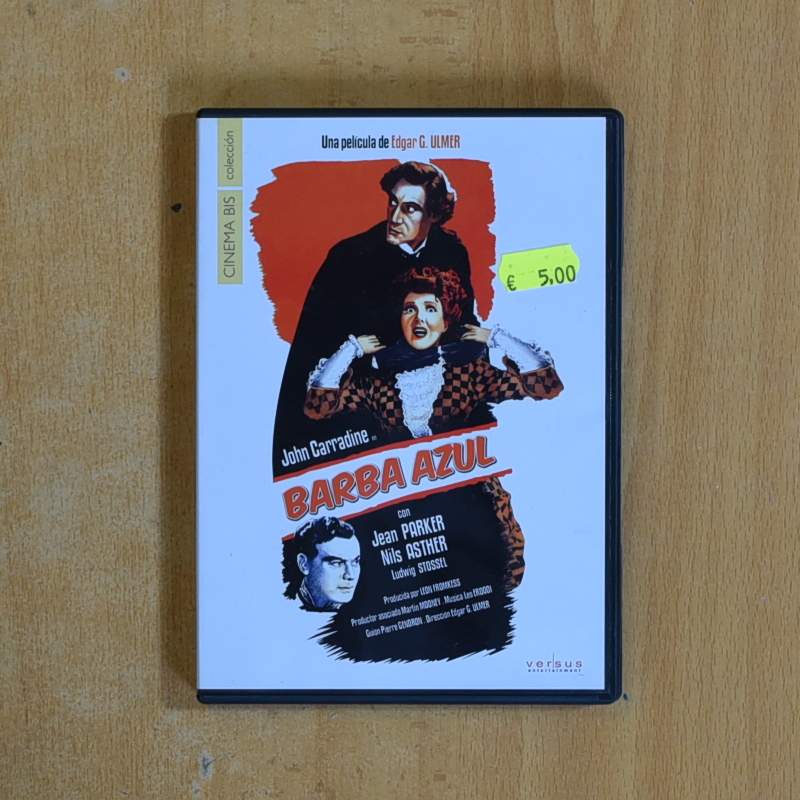 Una película de Edgar G. ULMER
CINEMA BIS colección
€ 5,00
John Carradine en
BARBA AZUL
con
Jean PARKER
Nils ASTHER
Ludwig STOSSEL
Producida por LEON FROMKESS
Productor asociado Martin MOONEY . Musica Leo ERDODI
Guion Pierre GENDRON . Dirección Edgar G. ULMER
versus
entertainment